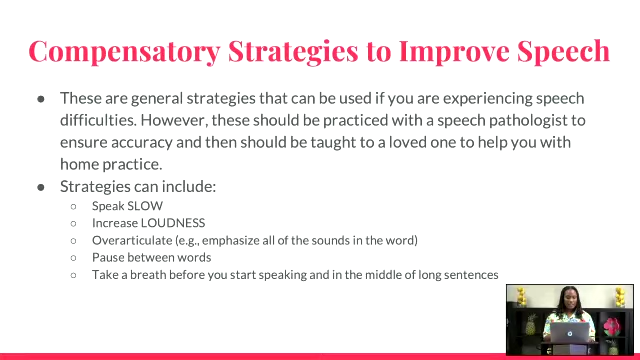 Compensatory Strategies to Improve Speech
● These are general strategies that can be used if you are experiencing speech
difficulties. However, these should be practiced with a speech pathologist to
ensure accuracy and then should be taught to a loved one to help you with
home practice.
● Strategies can include:
○ Speak SLOW
○ Increase LOUDNESS
○ Overarticulate (e.g., emphasize all of the sounds in the word)
○ Pause between words
○ Take a breath before you start speaking and in the middle of long sentences